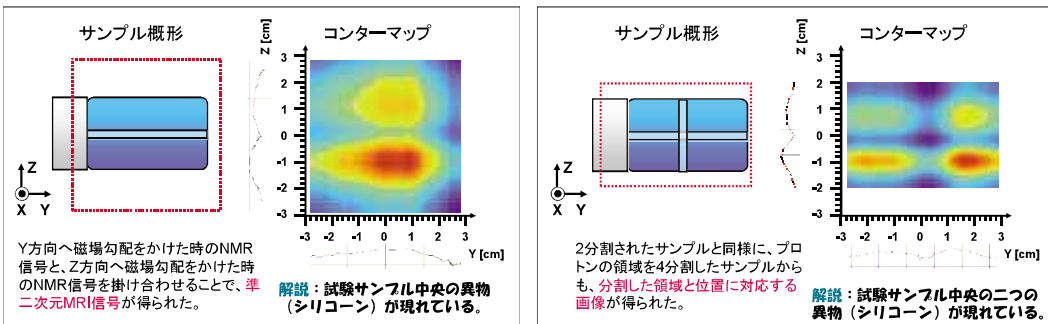 サンプル概形
コンターマップ
Z [cm]
3
2
1
0
-1
-2
-3
-3 -2 -1 0 1 2 3
Y [cm]
Z
X Y
Y方向へ磁場勾配をかけた時のNMR
信号と、Z方向へ磁場勾配をかけた時
のNMR信号を掛け合わせることで、準
二次元MRI信号が得られた。
解説：試験サンプル中央の異物
（シリコーン）が現れている。
サンプル概形
コンターマップ
Z [cm]
3
2
1
0
-1
-2
-3
-3 -2 -1 0 1 2 3
Y [cm]
Z
X Y
2分割されたサンプルと同様に、プロ
トンの領域を4分割したサンプルから
も、分割した領域と位置に対応する
画像が得られた。
解説：試験サンプル中央の二つの
異物（シリコーン）が現れている。